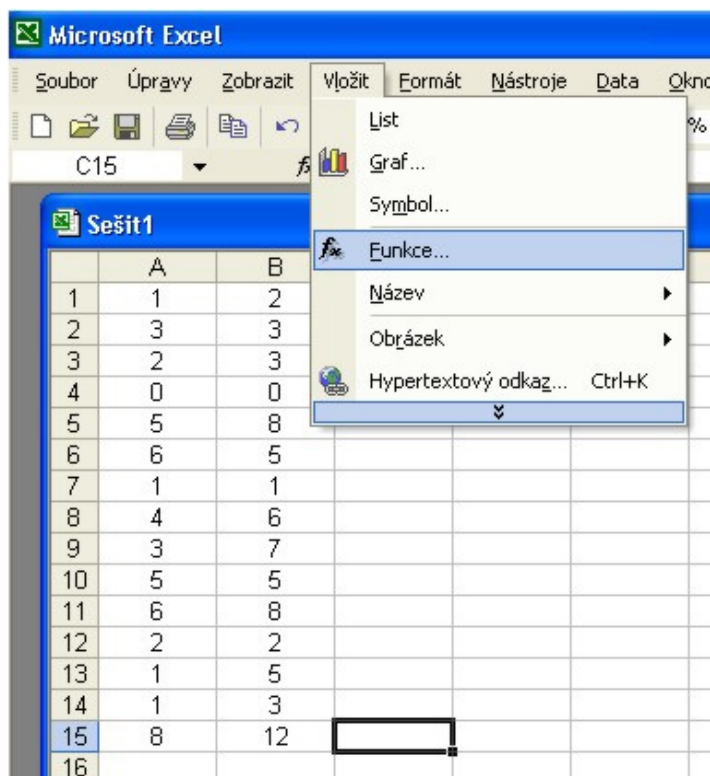 Microsoft Excel
Soubor Úpravy Zobrazit Vložit Formát Nástroje Data Okno
List
%
C15 fx
Graf...
Symbol...
Sešit1
Funkce...
Název
Obrázek
Hypertextový odkaz... Ctrl+K
A B
1 1 2
2 3 3
3 2 3
4 0 0
5 5 8
6 6 5
7 1 1
8 4 6
9 3 7
10 5 5
11 6 8
12 2 2
13 1 5
14 1 3
15 8 12
16